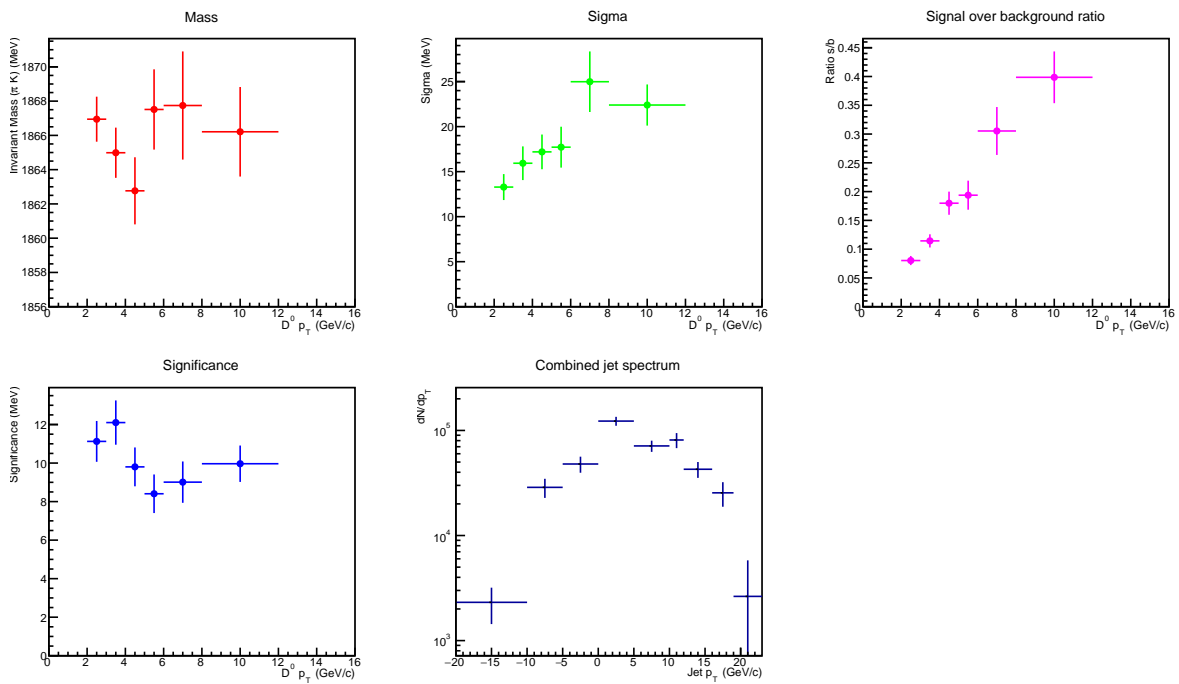 Mass
Invariant Mass (π K) (MeV)
1870
1868
1866
1864
1862
1860
1858
1856
0 2 4 6 8 10 12 14 16
D⁰ p_T (GeV/c)
Sigma
Sigma (MeV)
25
20
15
10
5
0
0 2 4 6 8 10 12 14 16
D⁰ p_T (GeV/c)
Signal over background ratio
Ratio s/b
0.45
0.4
0.35
0.3
0.25
0.2
0.15
0.1
0.05
0
0 2 4 6 8 10 12 14 16
D⁰ p_T (GeV/c)
Significance
Significance (MeV)
12
10
8
6
4
2
0
0 2 4 6 8 10 12 14 16
D⁰ p_T (GeV/c)
Combined jet spectrum
dN/dp_T
10⁵
10⁴
10³
−20 −15 −10 −5 0 5 10 15 20
Jet p_T (GeV/c)